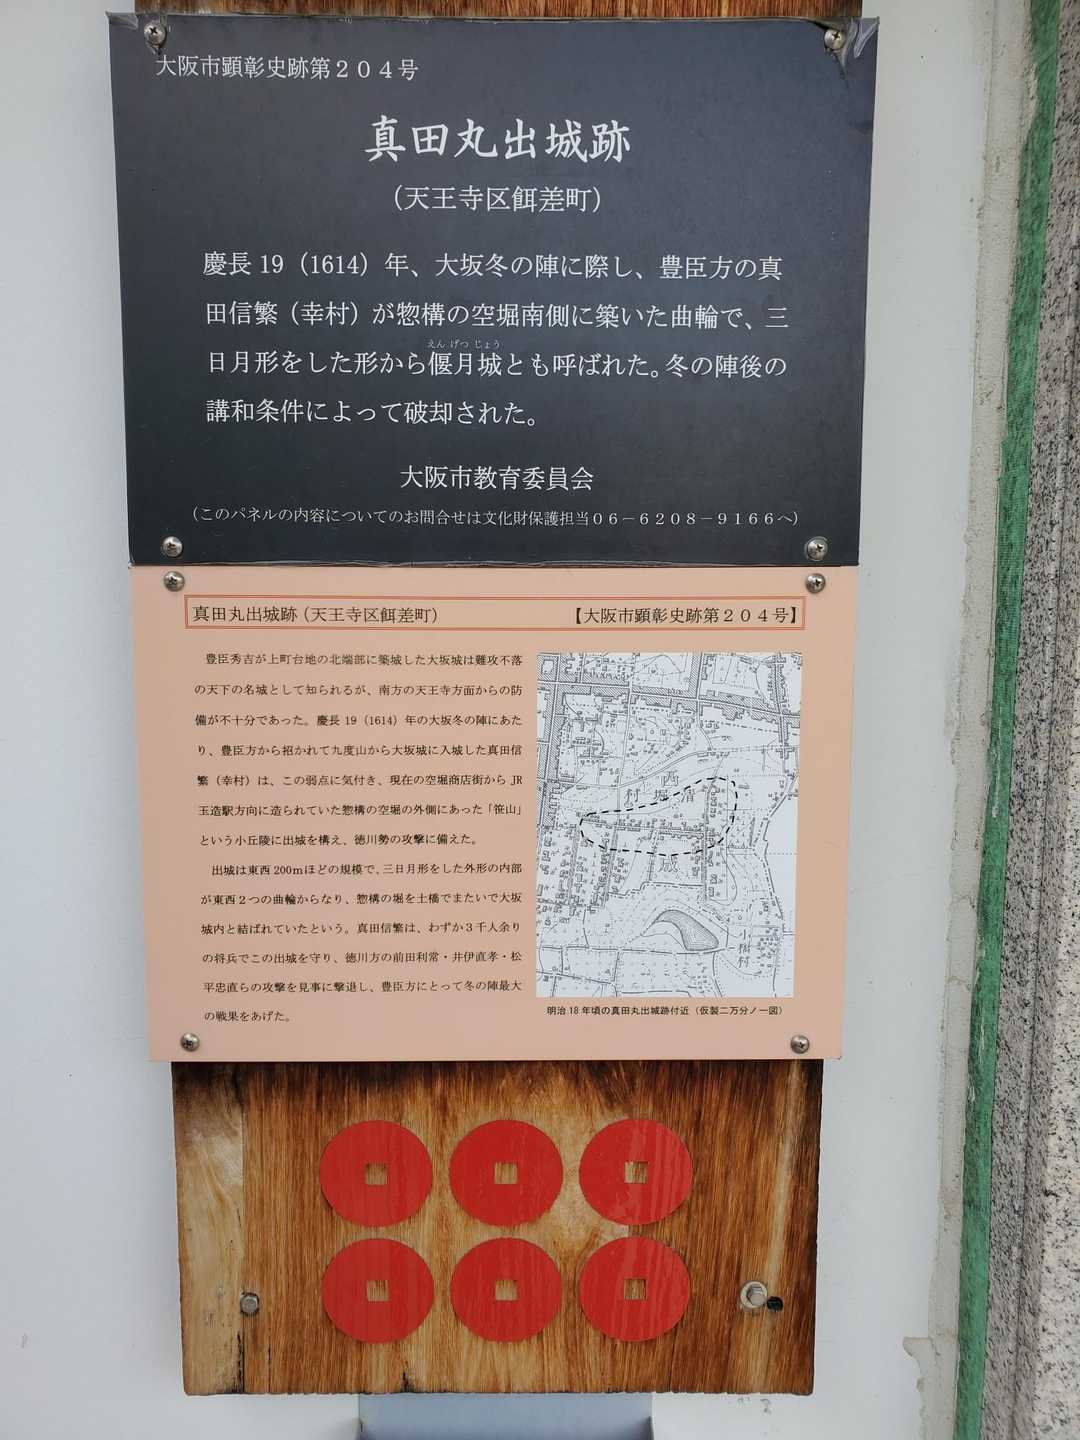 大阪市顕彰史跡第２０４号
真田丸出城跡
（天王寺区餌差町）
慶長 19（1614）年、大坂冬の陣に際し、豊臣方の真
田信繁（幸村）が惣構の空堀南側に築いた曲輪で、三
えん げつ じょう
日月形をした形から偃月城とも呼ばれた。冬の陣後の
講和条件によって破却された。
大阪市教育委員会
（このパネルの内容についてのお問合せは文化財保護担当０６－６２０８－９１６６へ）
真田丸出城跡（天王寺区餌差町）　【大阪市顕彰史跡第２０４号】
豊臣秀吉が上町台地の北端部に築城した大坂城は難攻不落
の天下の名城として知られるが、南方の天王寺方面からの防
備が不十分であった。慶長 19（1614）年の大坂冬の陣にあた
り、豊臣方から招かれて九度山から大坂城に入城した真田信
繁（幸村）は、この弱点に気付き、現在の空堀商店街から JR
玉造駅方向に造られていた惣構の空堀の外側にあった「笹山」
という小丘陵に出城を構え、徳川勢の攻撃に備えた。
出城は東西 200mほどの規模で、三日月形をした外形の内部
が東西２つの曲輪からなり、惣構の堀を土橋でまたいで大坂
城内と結ばれていたという。真田信繁は、わずか３千人余り
の将兵でこの出城を守り、徳川方の前田利常・井伊直孝・松
平忠直らの攻撃を見事に撃退し、豊臣方にとって冬の陣最大
の戦果をあげた。
西
清堀村
小橋村
明治 18 年頃の真田丸出城跡付近（仮製二万分ノ一図）